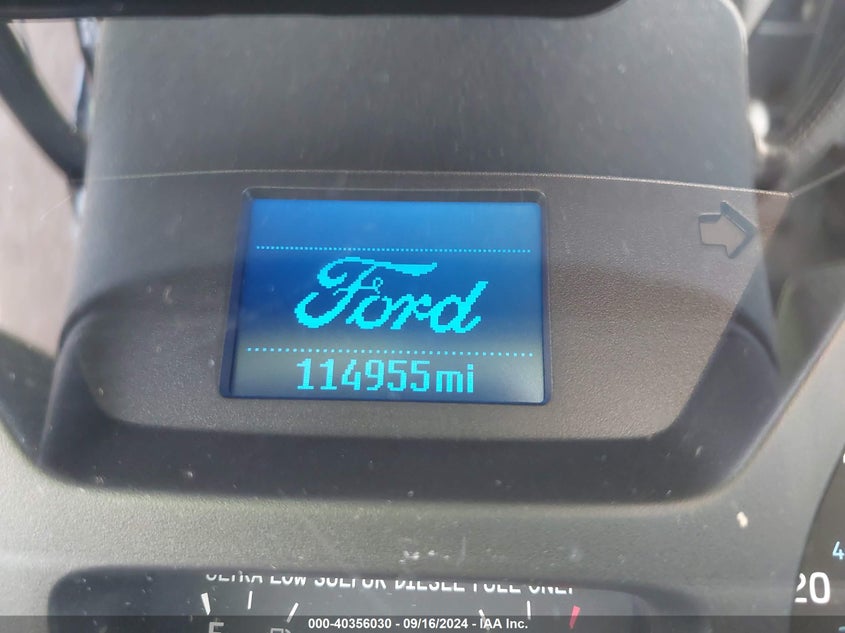 Ford
114955mi
ULTRA LOW SULFUR DIESEL FUEL ONLY
20
000-40356030 - 09/16/2024 - IAA Inc.